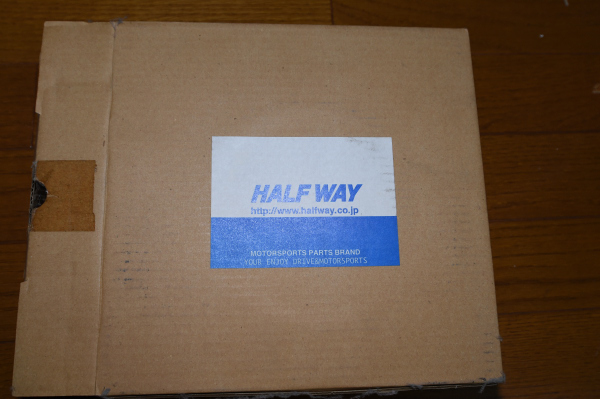 HALF WAY
http://www.halfway.co.jp
MOTORSPORTS PARTS BRAND
YOUR ENJOY DRIVE&MOTORSPORTS